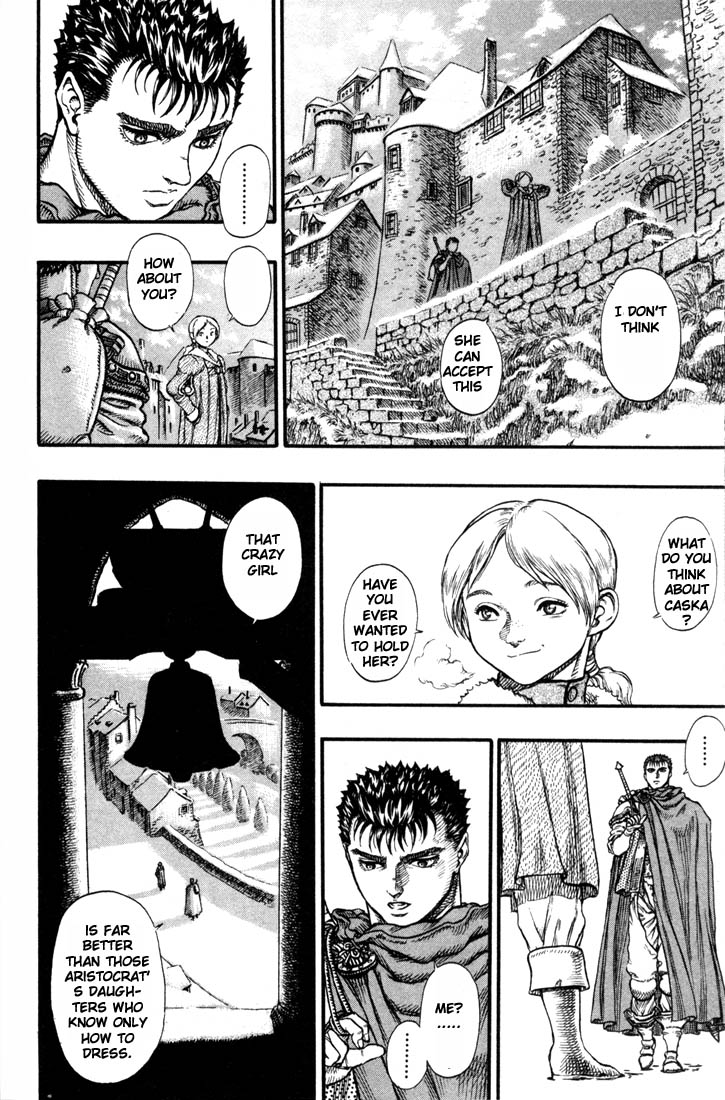 I DON'T
THINK
SHE
CAN
ACCEPT
THIS
.......
HOW
ABOUT
YOU?
WHAT
DO YOU
THINK
ABOUT
CASKA
?
HAVE
YOU
EVER
WANTED
TO HOLD
HER?
....
ME?
.....
.....
THAT
CRAZY
GIRL
IS FAR
BETTER
THAN THOSE
ARISTOCRAT'
S DAUGH-
TERS WHO
KNOW ONLY
HOW TO
DRESS.